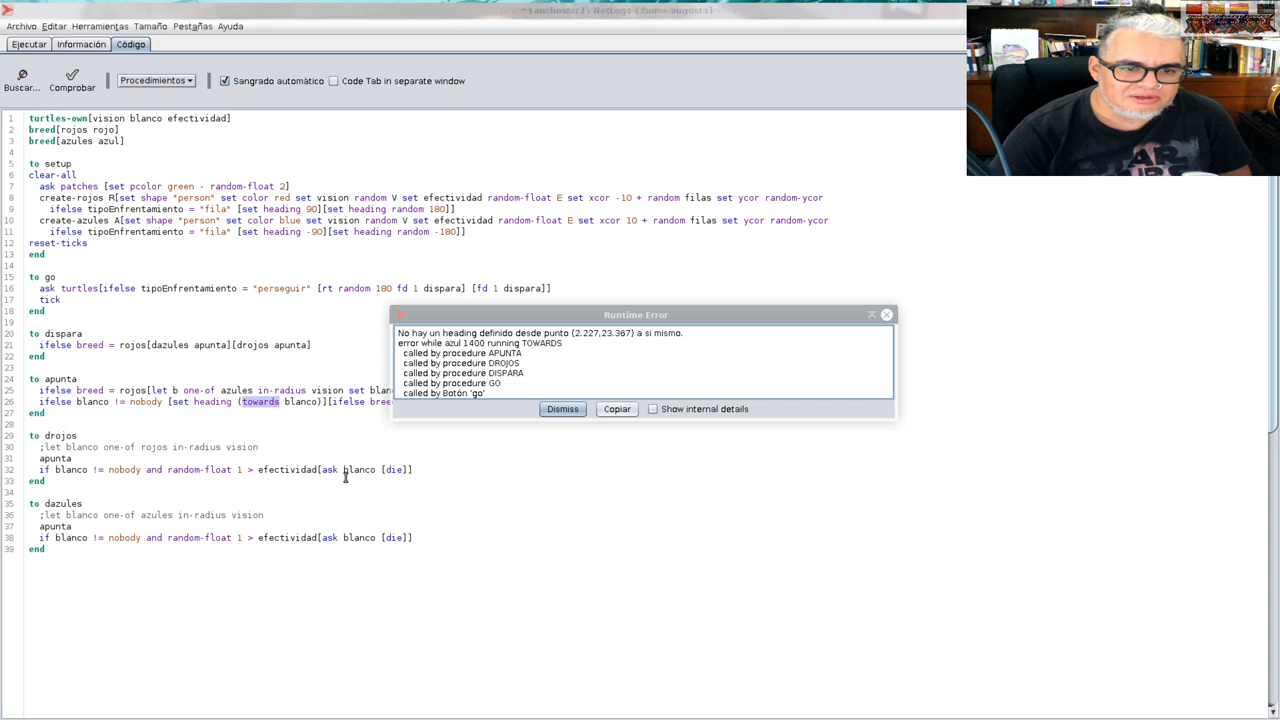 Archivo Editar Herramientas Tamaño Pestañas Ayuda
Ejecutar Información Código
Buscar... Comprobar Procedimientos Sangrado automático Code Tab in separate window
1 turtles-own[vision blanco efectividad]
2 breed[rojos rojo]
3 breed[azules azul]
4
5 to setup
6 clear-all
7 ask patches [set pcolor green - random-float 2]
8 create-rojos R[set shape "person" set color red set vision random V set efectividad random-float E set xcor -10 + random filas set ycor random-ycor
9 ifelse tipoEnfrentamiento = "fila" [set heading 90][set heading random 180]]
10 create-azules A[set shape "person" set color blue set vision random V set efectividad random-float E set xcor 10 + random filas set ycor random-ycor
11 ifelse tipoEnfrentamiento = "fila" [set heading -90][set heading random -180]]
12 reset-ticks
13 end
14
15 to go
16 ask turtles[ifelse tipoEnfrentamiento = "perseguir" [rt random 180 fd 1 dispara] [fd 1 dispara]]
17 tick
18 end
19
20 to dispara
21 ifelse breed = rojos[dazules apunta][drojos apunta]
22 end
23
24 to apunta
25 ifelse breed = rojos[let b one-of azules in-radius vision set blan
26 ifelse blanco != nobody [set heading (towards blanco)][ifelse bree
27 end
28
29 to drojos
30 ;let blanco one-of rojos in-radius vision
31 apunta
32 if blanco != nobody and random-float 1 > efectividad[ask blanco [die]]
33 end
34
35 to dazules
36 ;let blanco one-of azules in-radius vision
37 apunta
38 if blanco != nobody and random-float 1 > efectividad[ask blanco [die]]
39 end
Runtime Error
No hay un heading definido desde punto (2.227,23.367) a si mismo.
error while azul 1400 running TOWARDS
called by procedure APUNTA
called by procedure DROJOS
called by procedure DISPARA
called by procedure GO
called by Botón 'go'
Dismiss Copiar Show internal details